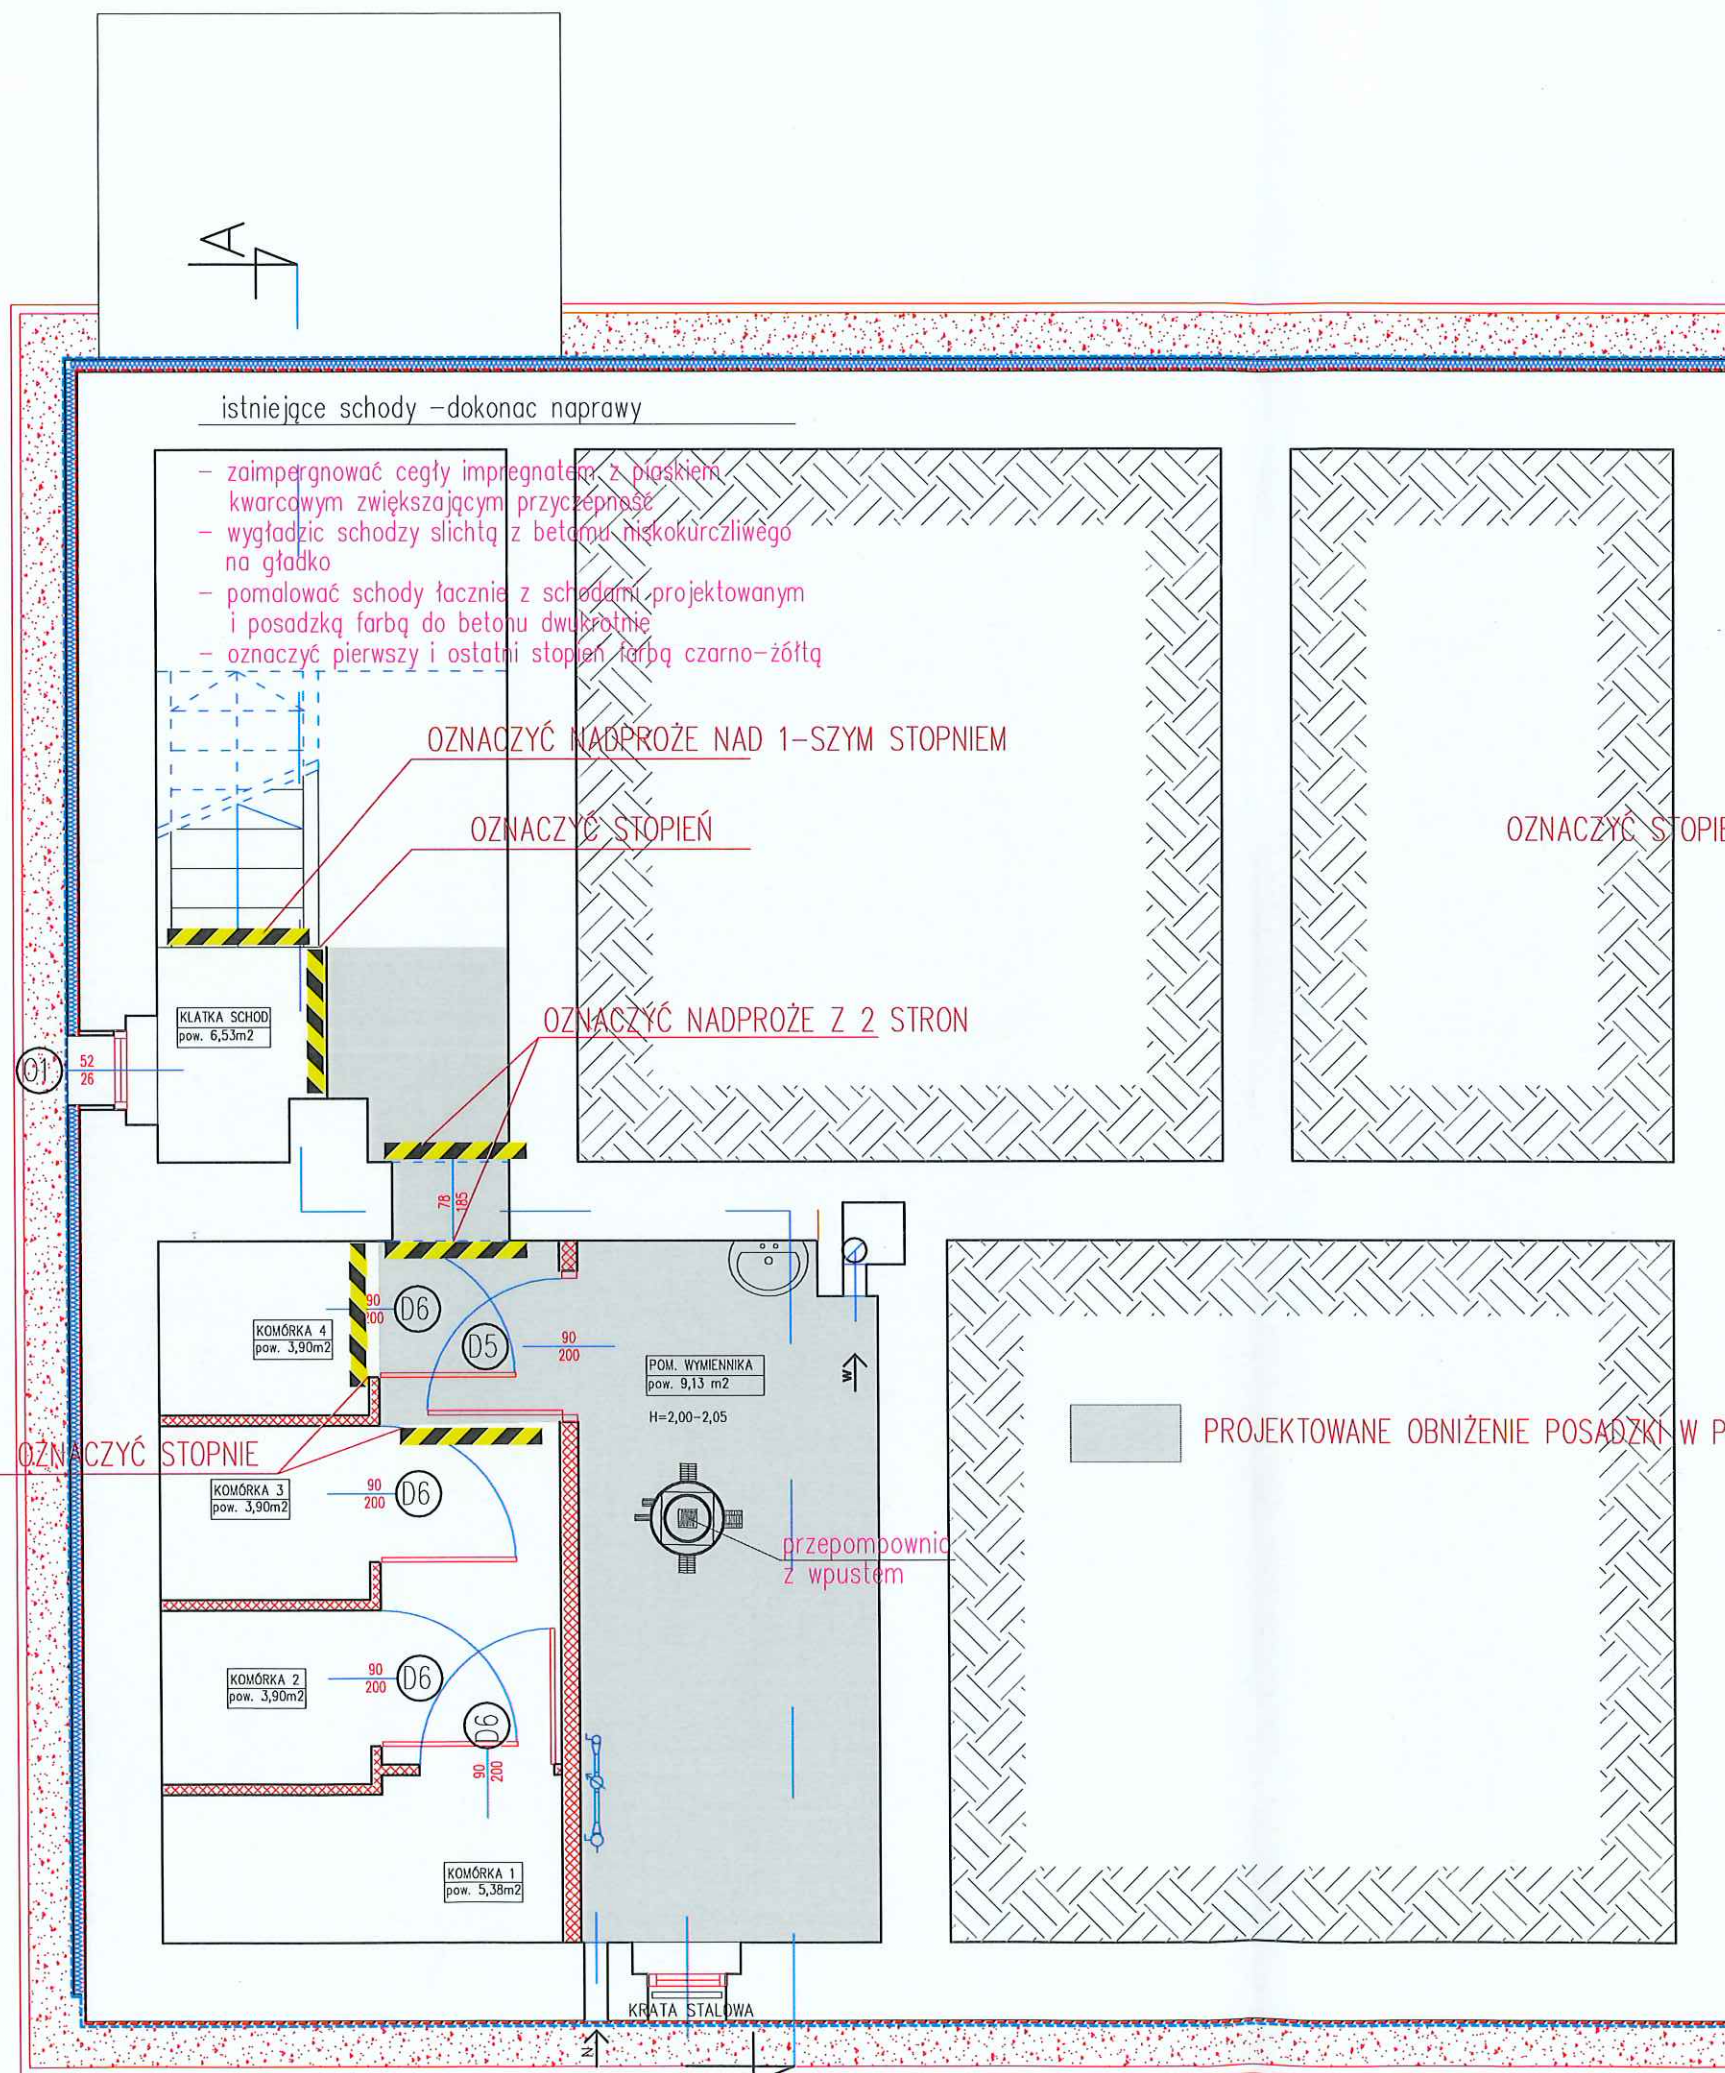 A
istniejące schody –dokonac naprawy
– zaimpergnować cegły impregnatem z piaskiem
kwarcowym zwiększającym przyczepność
– wygładzic schodzy slichtą z betomu niskokurczliwego
na gładko
– pomalować schody łacznie z schodami projektowanym
i posadzką farbą do betonu dwukrotnie
– oznaczyć pierwszy i ostatni stopień farbą czarno-żółtą
OZNACZYĆ NADPROŻE NAD 1-SZYM STOPNIEM
OZNACZYĆ STOPIEŃ
OZNACZYĆ STOPIE
KLATKA SCHOD
pow. 6,53m2
OZNACZYĆ NADPROŻE Z 2 STRON
O1
52
26
78
185
90
200
D6
D5
90
200
KOMÓRKA 4
pow. 3,90m2
POM. WYMIENNIKA
pow. 9,13 m2
H=2,00-2,05
W
PROJEKTOWANE OBNIŻENIE POSADZKI W P
OZNACZYĆ STOPNIE
KOMÓRKA 3
pow. 3,90m2
90
200
D6
przepompownia
z wpustem
KOMÓRKA 2
pow. 3,90m2
90
200
D6
D6
90
200
KOMÓRKA 1
pow. 5,38m2
KRATA STALOWA
N